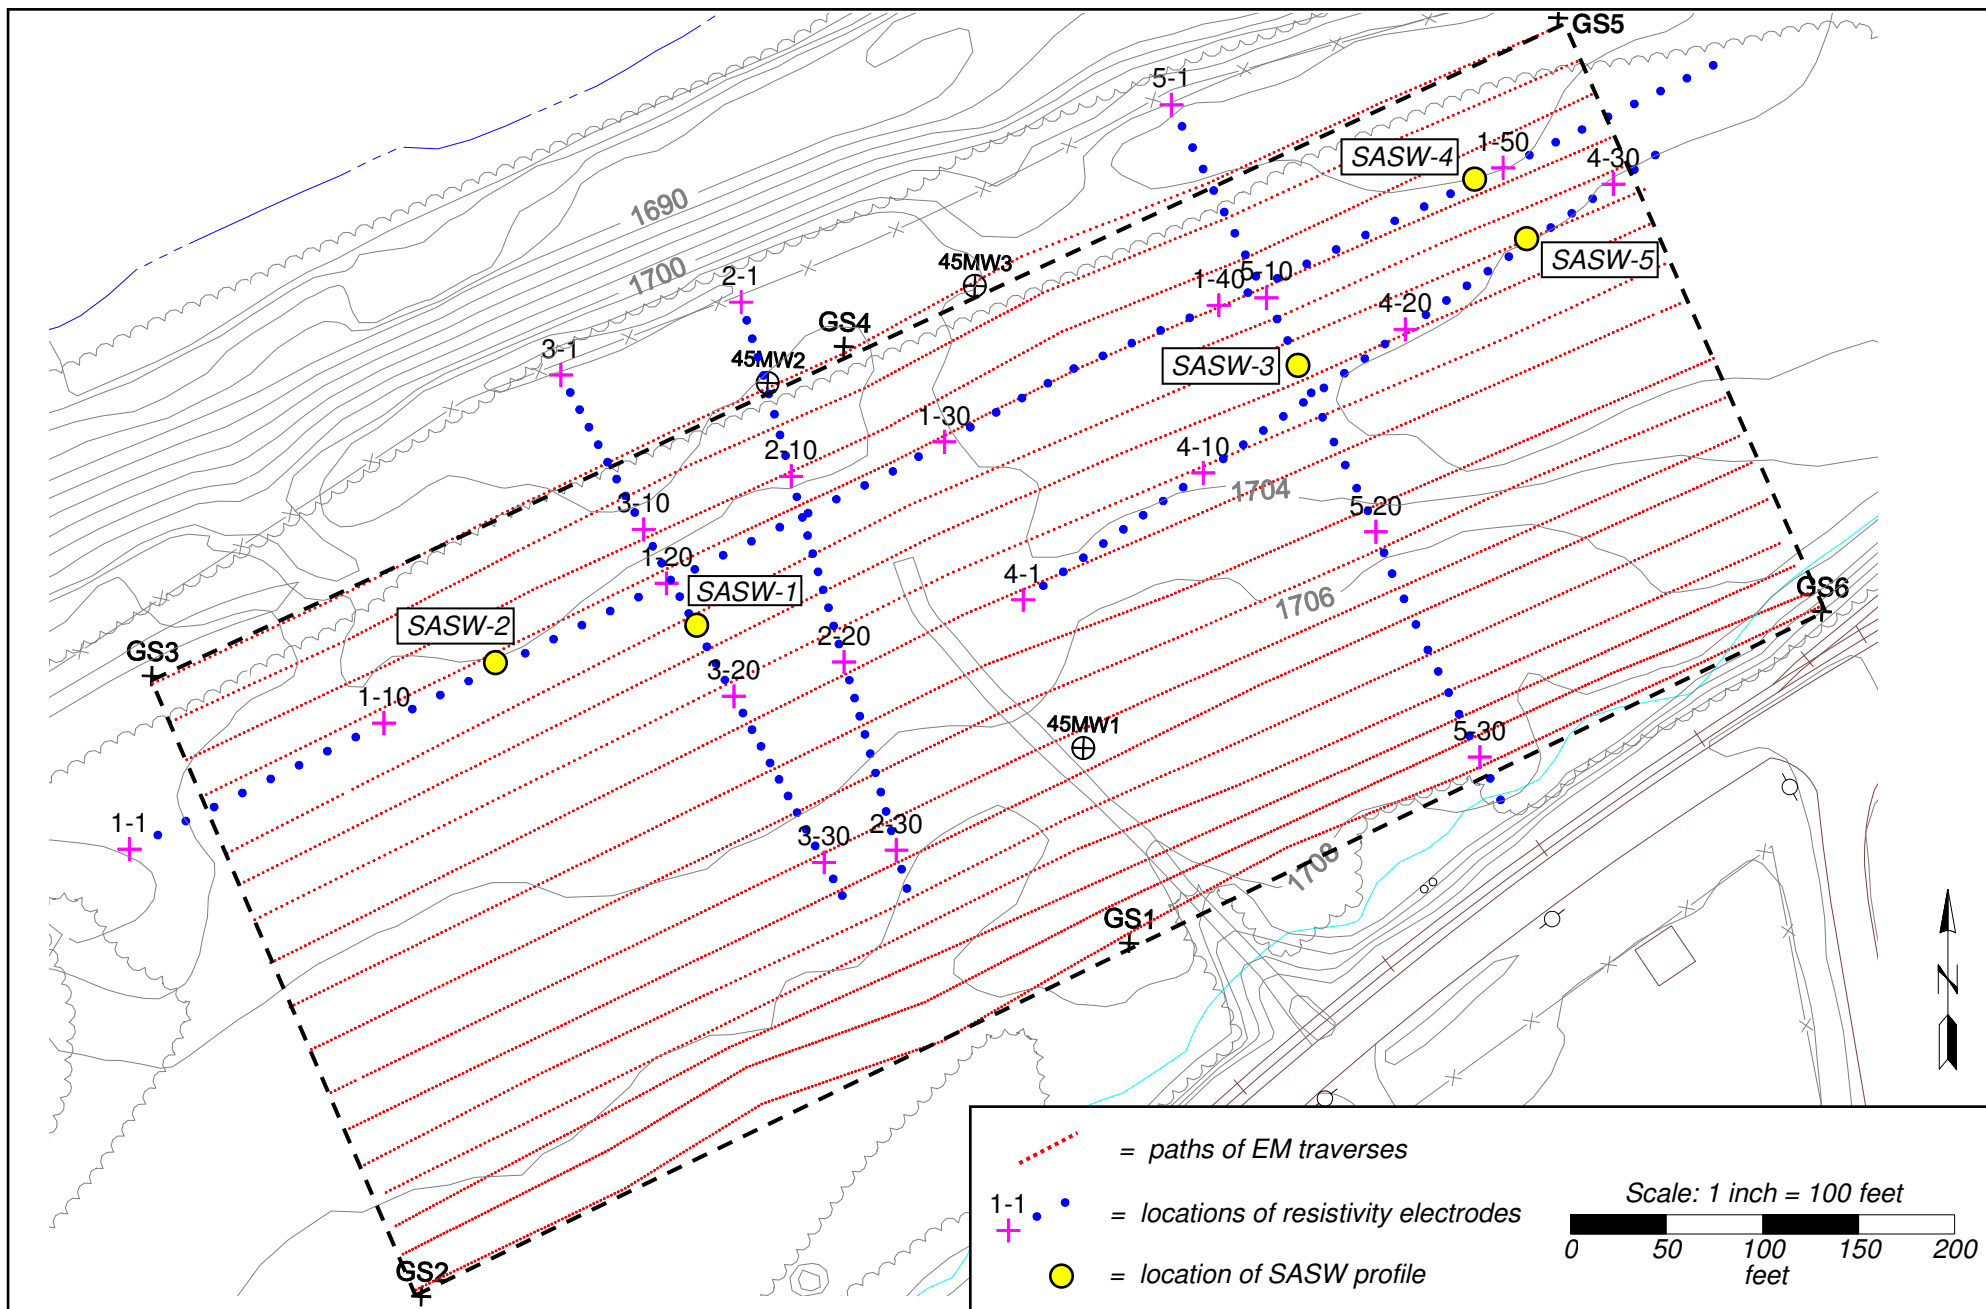 GS5
5-1
SASW-4
1-50
4-30
1690
1700
2-1
45MW3
1-40
5-10
SASW-5
4-20
GS4
3-1
45MW2
SASW-3
1-30
2-10
4-10
1704
3-10
5-20
1-20
SASW-1
4-1
1706
GS6
SASW-2
GS3
2-20
3-20
1-10
45MW1
5-30
1-1
3-30
2-30
1708
GS1
N
GS2
= paths of EM traverses
1-1
= locations of resistivity electrodes
= location of SASW profile
Scale: 1 inch = 100 feet
0 50 100 150 200
feet